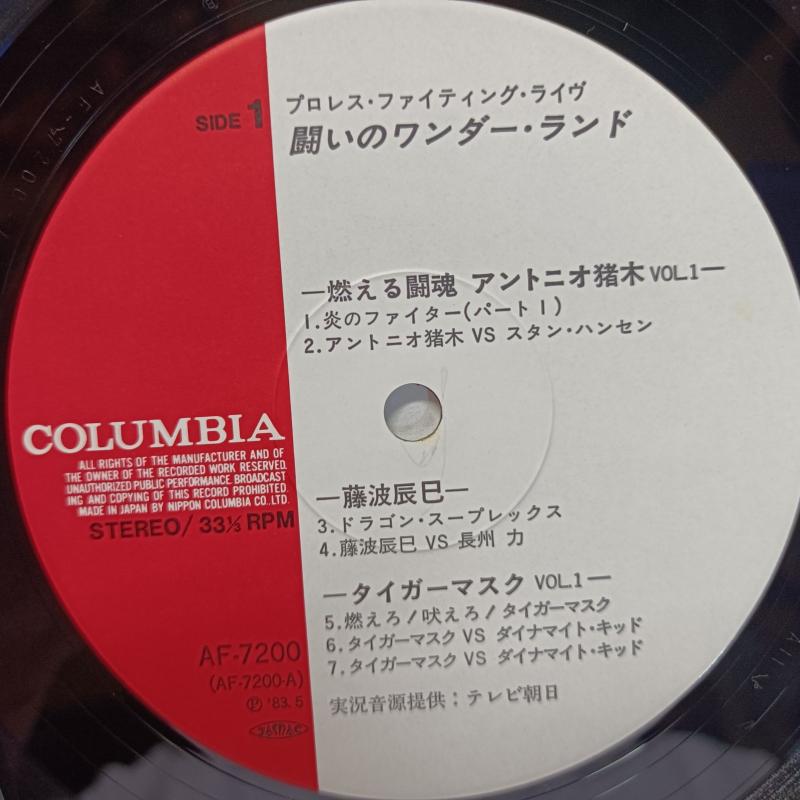 SIDE 1
プロレス・ファイティング・ライヴ
闘いのワンダー・ランド
—燃える闘魂 アントニオ猪木 VOL.1—
1.炎のファイター(パート1)
2.アントニオ猪木 VS スタン・ハンセン
COLUMBIA
ALL RIGHTS OF THE MANUFACTURER AND OF
THE OWNER OF THE RECORDED WORK RESERVED.
UNAUTHORIZED PUBLIC PERFORMANCE. BROADCAST
ING AND COPYING OF THIS RECORD PROHIBITED.
MADE IN JAPAN BY NIPPON COLUMBIA CO.,LTD.
STEREO/ 33⅓ RPM
—藤波辰巳—
3.ドラゴン・スープレックス
4.藤波辰巳 VS 長州 力
—タイガーマスク VOL.1—
5.燃えろ!吠えろ!タイガーマスク
6.タイガーマスク VS ダイナマイト・キッド
7.タイガーマスク VS ダイナマイト・キッド
実況音源提供:テレビ朝日
AF-7200
(AF-7200-A)
℗ '83. 5